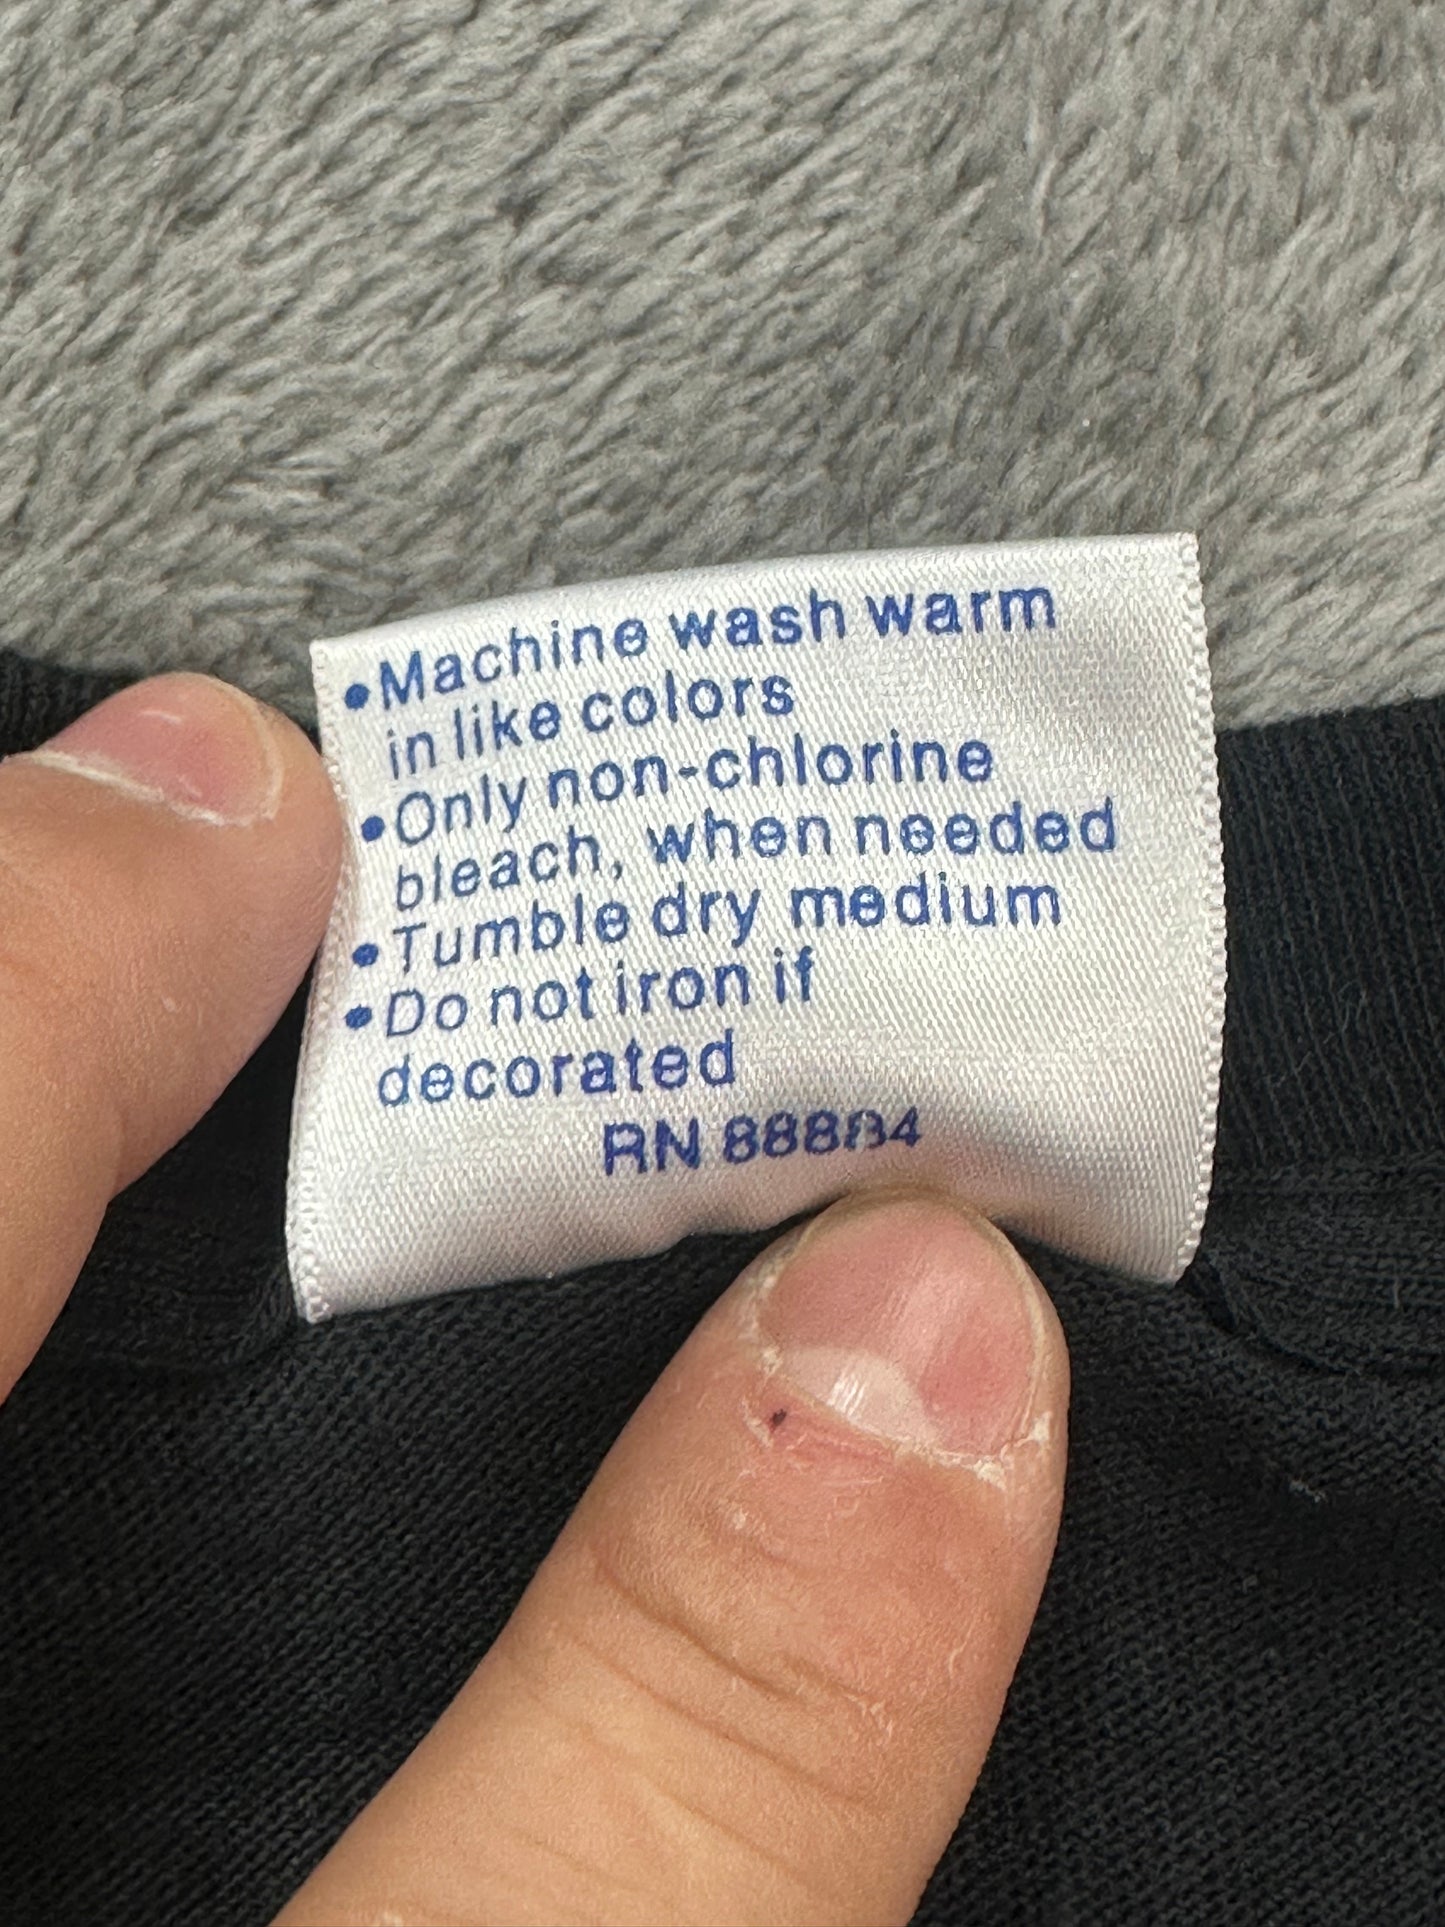 •Machine wash warm
in like colors
•Only non-chlorine
bleach, when needed
•Tumble dry medium
•Do not iron if
decorated
RN